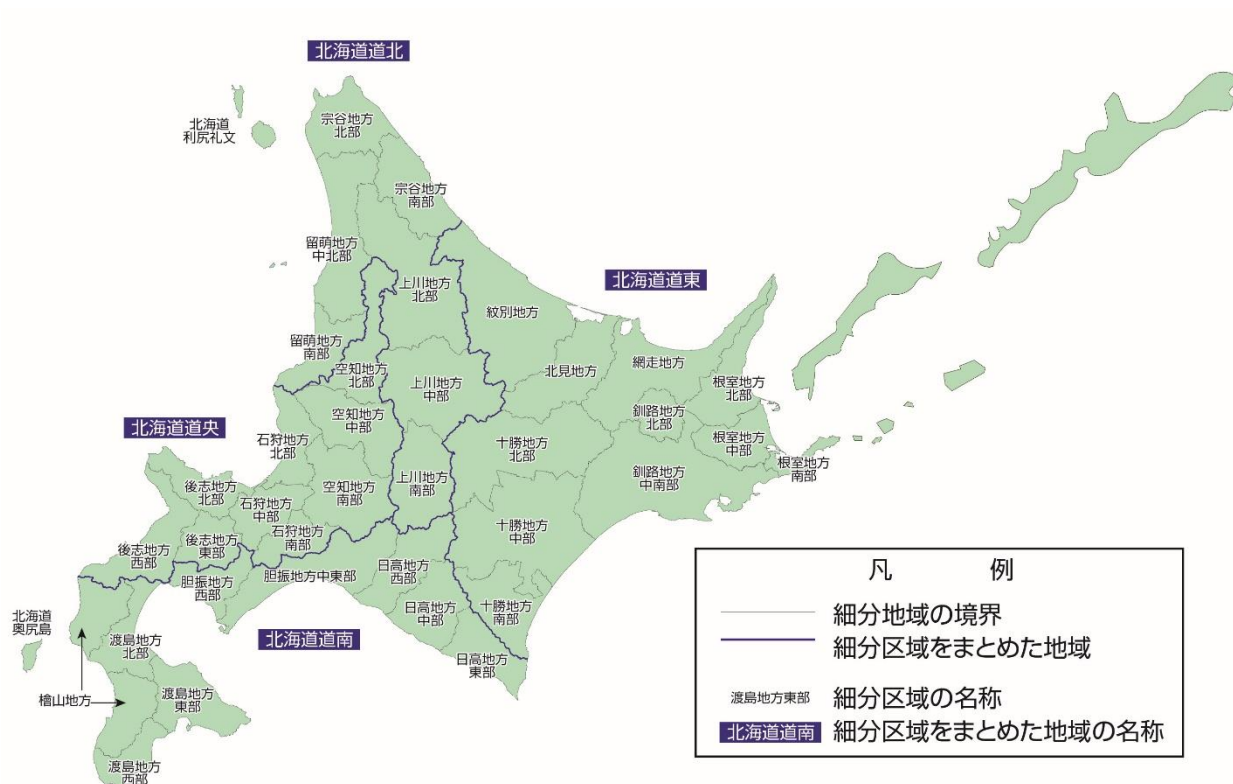 北海道道北
北海道
利尻礼文
宗谷地方
北部
宗谷地方
南部
留萌地方
中北部
上川地方
北部
北海道道東
紋別地方
留萌地方
南部
空知地方
北部
上川地方
中部
北見地方
網走地方
根室地方
北部
釧路地方
北部
空知地方
中部
北海道道央
石狩地方
北部
十勝地方
北部
根室地方
中部
根室地方
南部
釧路地方
中南部
後志地方
北部
空知地方
南部
上川地方
南部
石狩地方
中部
石狩地方
南部
十勝地方
中部
後志地方
西部
後志地方
東部
胆振地方
西部
胆振地方中東部
日高地方
西部
日高地方
中部
十勝地方
南部
北海道
奥尻島
渡島地方
北部
北海道道南
日高地方
東部
檜山地方
渡島地方
東部
渡島地方
西部
凡 例
細分地域の境界
細分区域をまとめた地域
渡島地方東部 細分区域の名称
北海道道南 細分区域をまとめた地域の名称